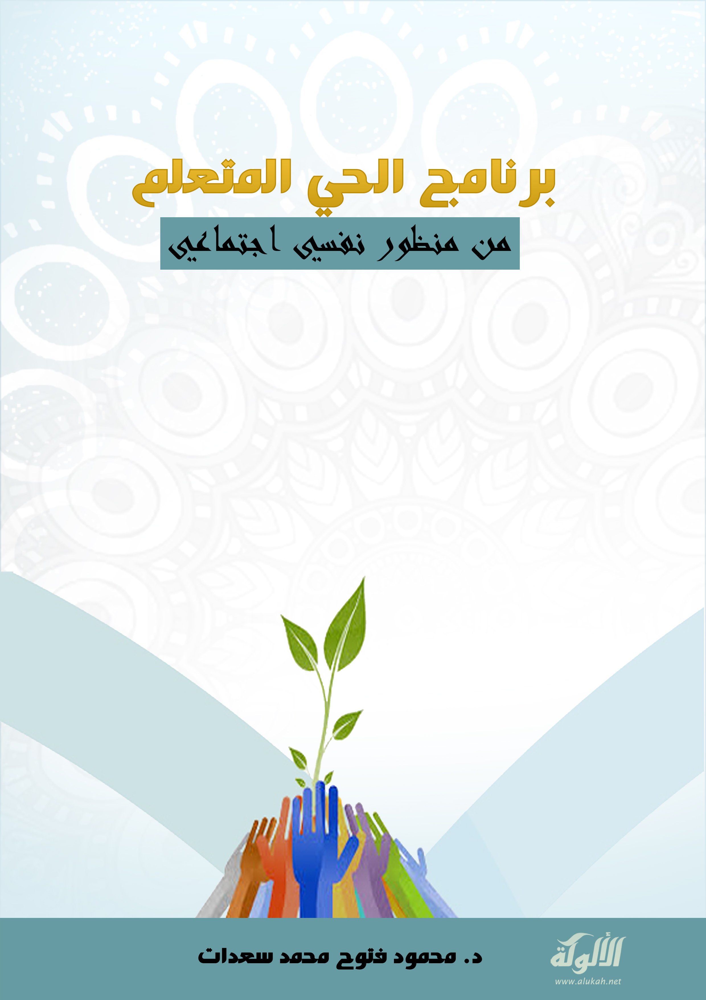 برنامج الحي المتعلم
من منظور نفسي اجتماعي
د. محمود فتوح محمد سعدات
الألوكة
www.alukah.net